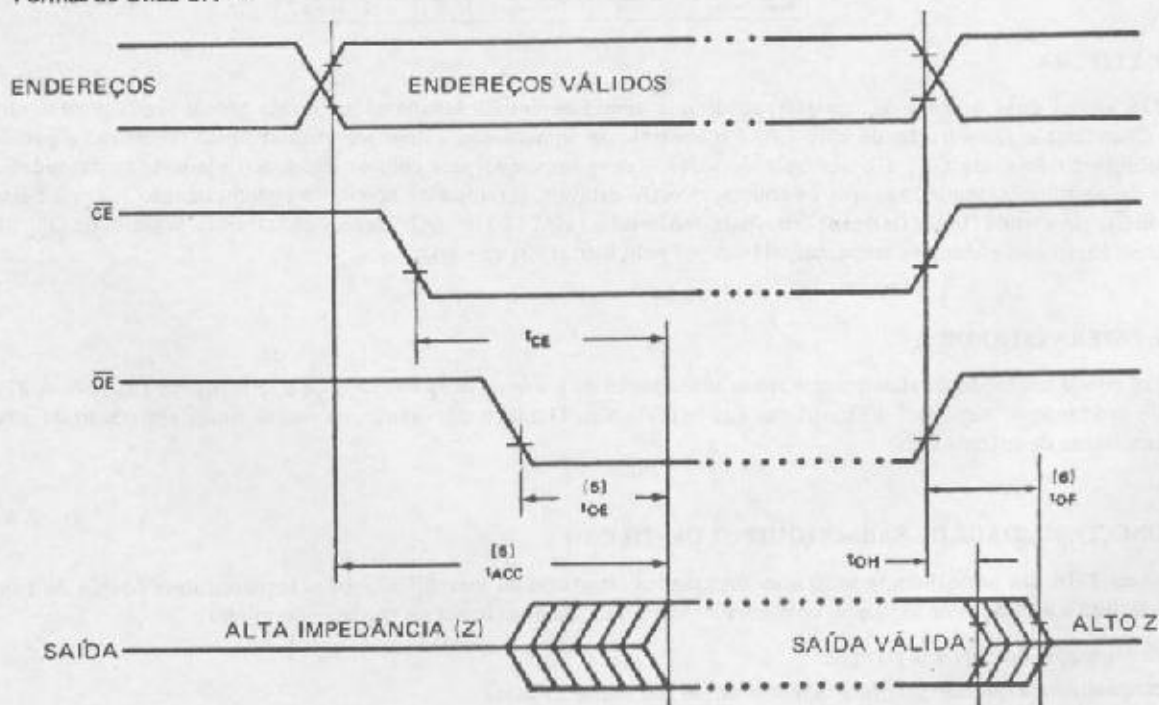 ENDEREÇOS
ENDEREÇOS VÁLIDOS
CE
tCE
OE
[5]
tOE
[6]
tOF
[5]
tACC
tOH
SAÍDA
ALTA IMPEDÂNCIA (Z)
SAÍDA VÁLIDA
ALTO Z